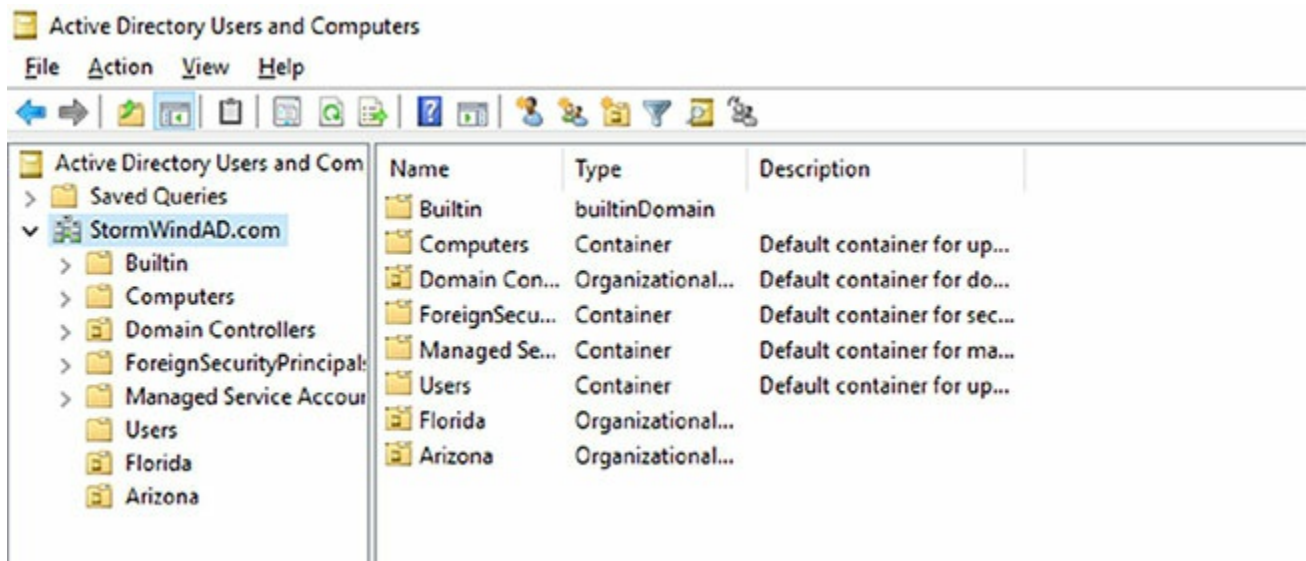 Active Directory Users and Computers
File Action View Help
Active Directory Users and Com
Saved Queries
StormWindAD.com
Builtin
Computers
Domain Controllers
ForeignSecurityPrincipals
Managed Service Accour
Users
Florida
Arizona
Name Type Description
Builtin builtinDomain
Computers Container Default container for up...
Domain Con... Organizational... Default container for do...
ForeignSecu... Container Default container for sec...
Managed Se... Container Default container for ma...
Users Container Default container for up...
Florida Organizational...
Arizona Organizational...